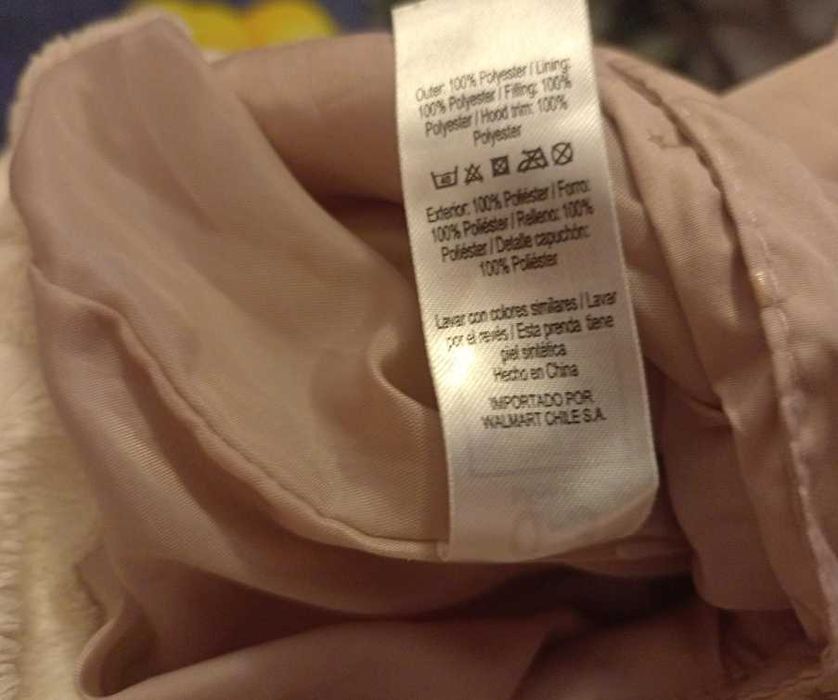 Outer: 100% Polyester / Lining:
100% Polyester / Filling: 100%
Polyester / Hood trim: 100%
Polyester
40
Exterior: 100% Poliéster / Forro:
100% Poliéster / Relleno: 100%
Poliéster / Detalle capuchón:
100% Poliéster
Lavar con colores similares / Lavar
por el revés / Esta prenda tiene
piel sintética
Hecho en China
IMPORTADO POR
WALMART CHILE S.A.